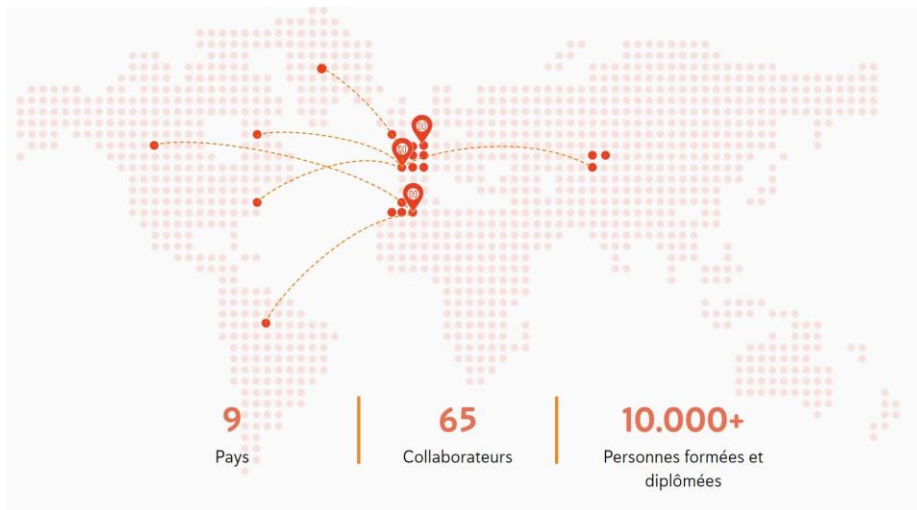 9
65
10.000+
Pays
Collaborateurs
Personnes formées et
diplômées